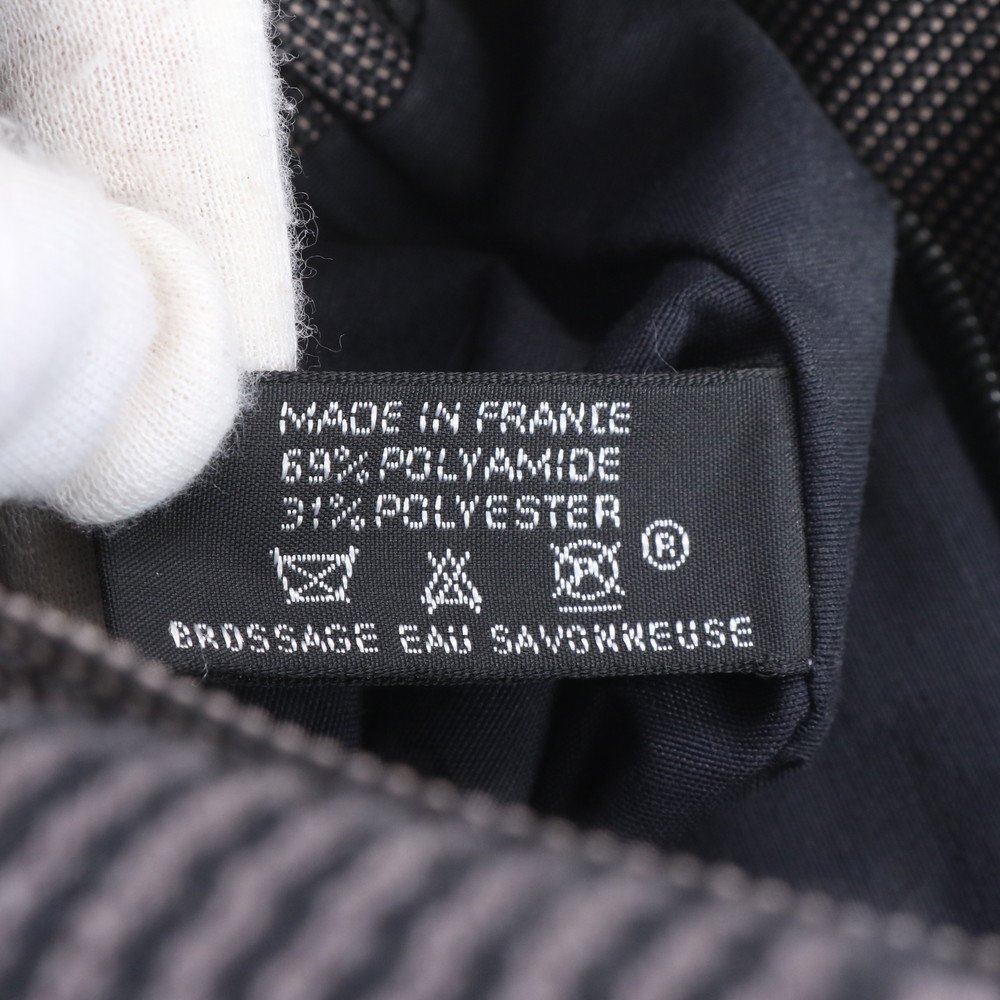 MADE IN FRANCE
69% POLYAMIDE
31% POLYESTER
®
BROSSAGE EAU SAVONNEUSE